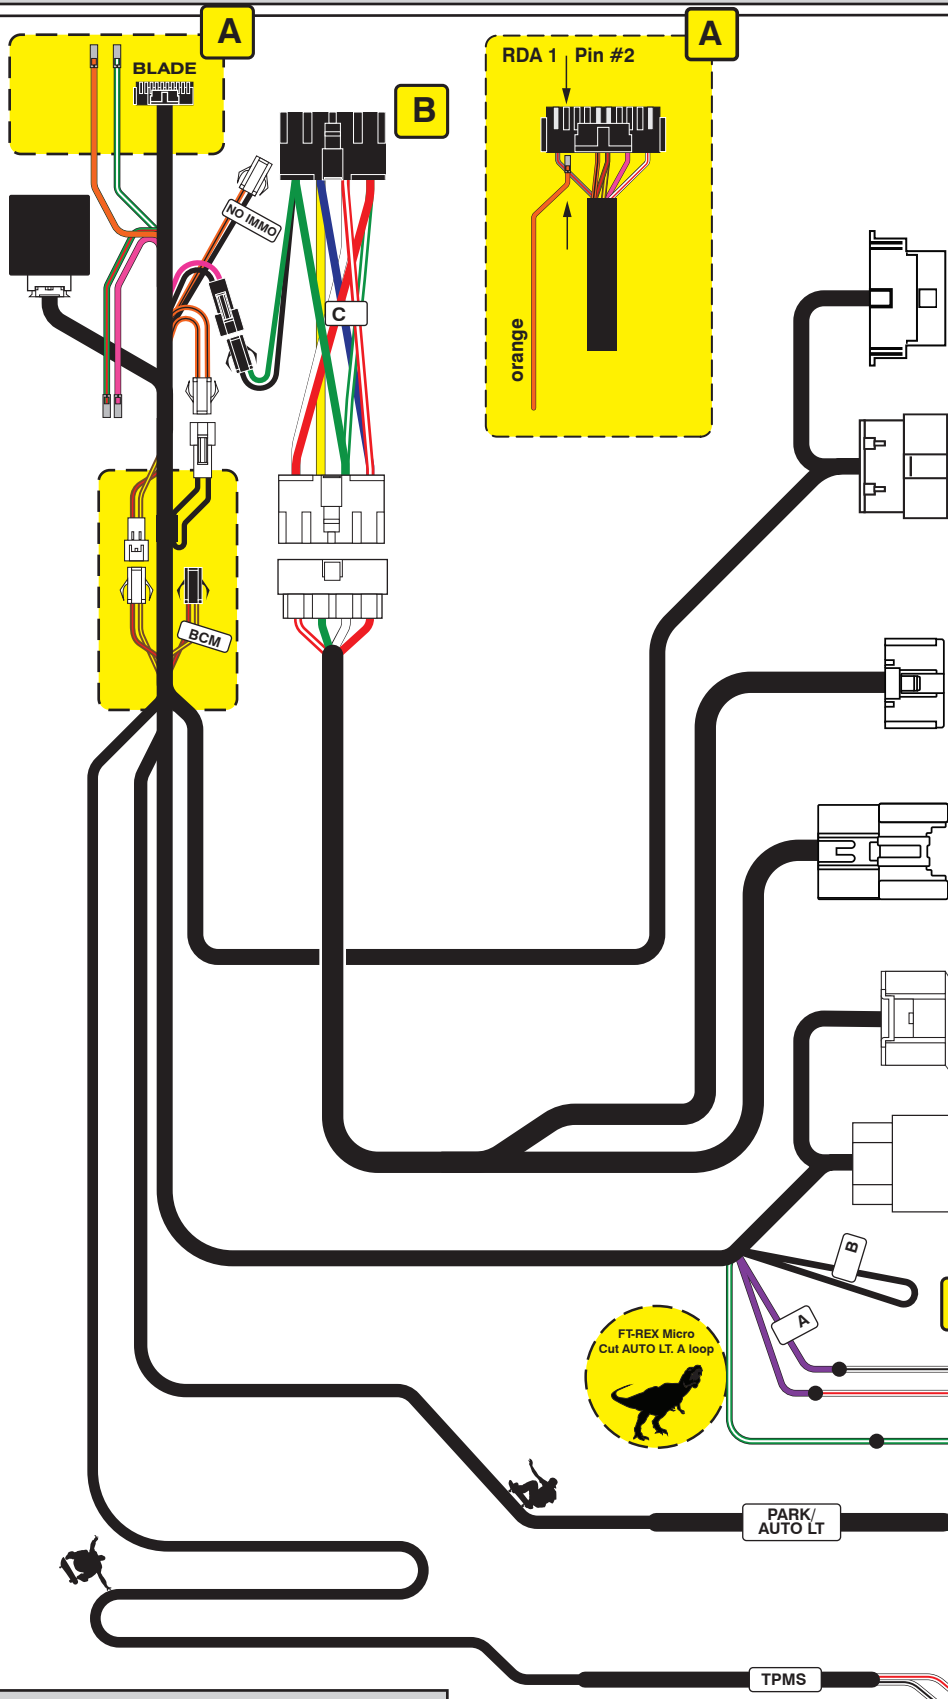 A
BLADE
B
A
RDA 1 Pin #2
NO IMMO
C
orange
BCM
B
A
FT-REX Micro
Cut AUTO LT. A loop
PARK/
AUTO LT
TPMS